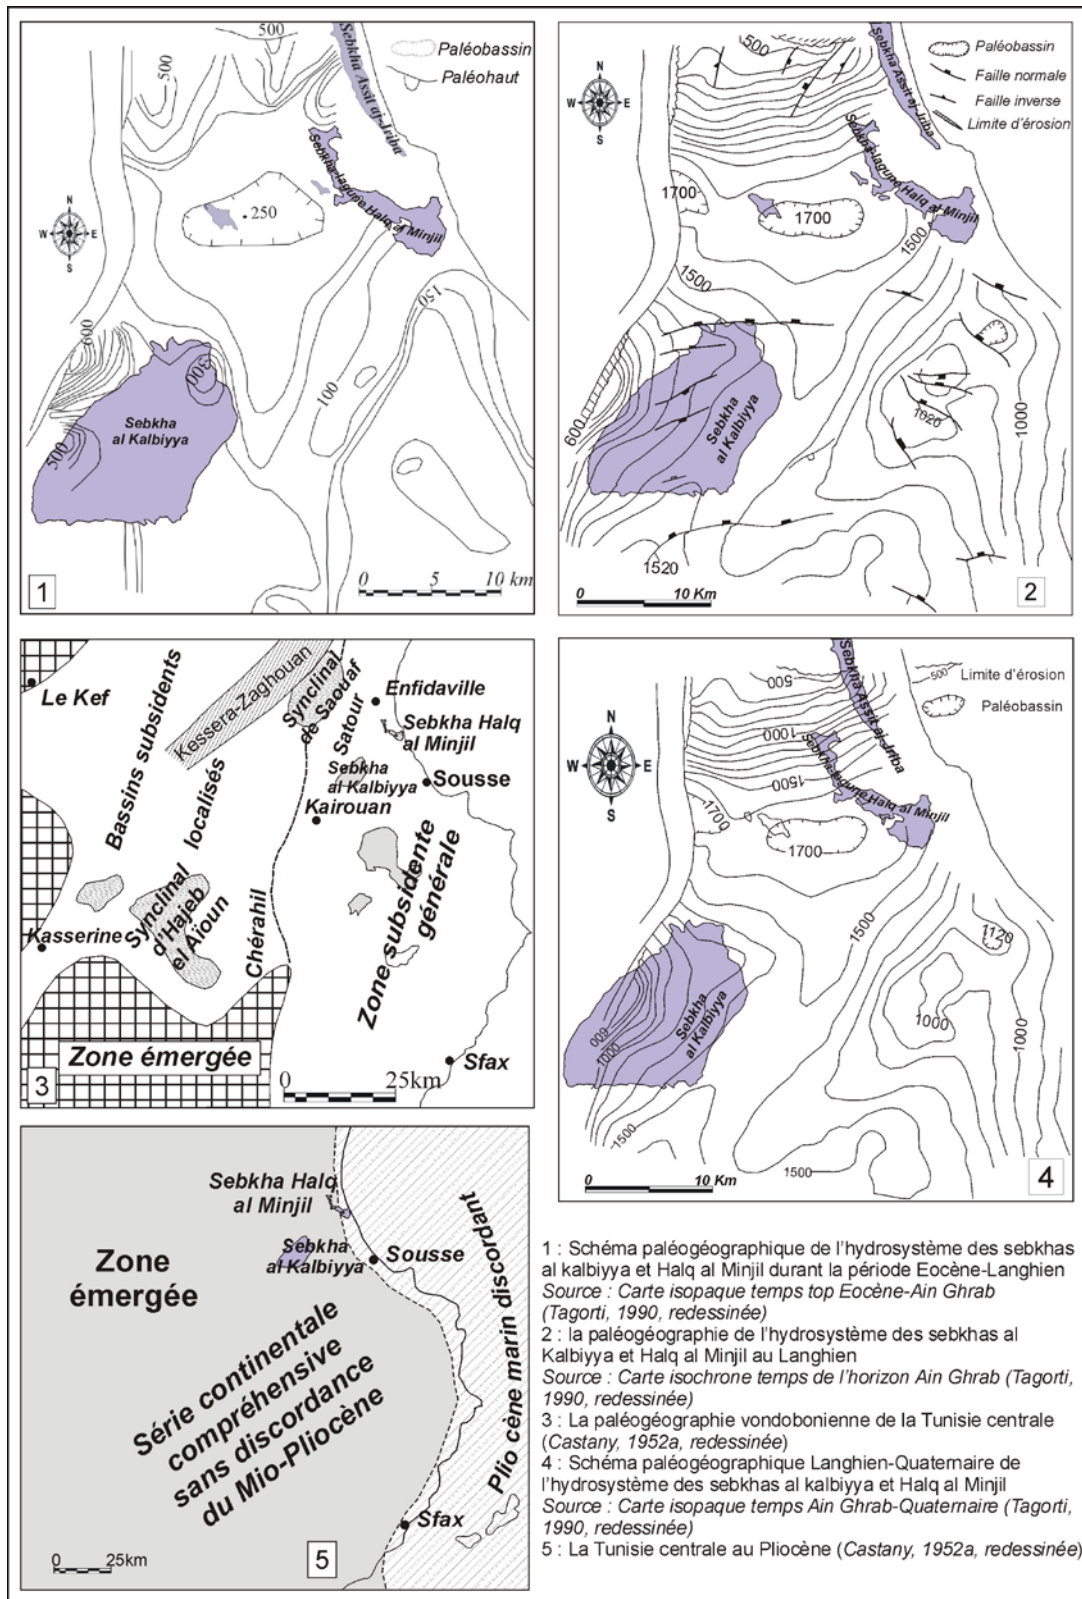 500
500
Paléobassin
Paléohaut
Sebkha Assit aj-Jriba
Sebkha-lagune Halq al Minjil
N
W
E
S
250
150
600
300
100
500
Sebkha
al Kalbiyya
0 5 10 km
1
500
Paléobassin
Faille normale
Faille inverse
Limite d'érosion
Sebkha Assit aj-Jriba
Sebkha-lagune Halq al Minjil
N
W
E
S
1700
1700
1500
1500
1020
1000
600
Sebkha
al Kalbiyya
1520
0 10 Km
2
Le Kef
Bassins subsidents
localisés
Kessera-Zaghouan
Synclinal
de Saouaf
Satour
Enfidaville
Sebkha Halq
al Minjil
Sebkha
al Kalbiyya
Sousse
Kairouan
Zone subsidente
générale
Synclinal
d'Hajeb
el Aïoun
Kasserine
Chérahil
Zone émergée
Sfax
0 25km
3
500
500
Limite d'érosion
Paléobassin
Sebkha Assit aj-Jriba
Sebkha-lagune Halq al Minjil
N
W
E
S
1000
1500
1700
1700
1500
1120
1000
1000
600
1000
Sebkha
al Kalbiyya
1500
1500
0 10 Km
4
Sebkha Halq
al Minjil
Sebkha
al Kalbiyya
Sousse
Zone
émergée
Série continentale
compréhensive
sans discordance
du Mio-Pliocène
Plio cène marin discordant
Sfax
0 25km
5
1 : Schéma paléogéographique de l'hydrosystème des sebkhas
al kalbiyya et Halq al Minjil durant la période Eocène-Langhien
Source : Carte isopaque temps top Eocène-Ain Ghrab
(Tagorti, 1990, redessinée)
2 : la paléogéographie de l'hydrosystème des sebkhas al
Kalbiyya et Halq al Minjil au Langhien
Source : Carte isochrone temps de l'horizon Ain Ghrab (Tagorti,
1990, redessinée)
3 : La paléogéographie vondobonienne de la Tunisie centrale
(Castany, 1952a, redessinée)
4 : Schéma paléogéographique Langhien-Quaternaire de
l'hydrosystème des sebkhas al kalbiyya et Halq al Minjil
Source : Carte isopaque temps Ain Ghrab-Quaternaire (Tagorti,
1990, redessinée)
5 : La Tunisie centrale au Pliocène (Castany, 1952a, redessinée)